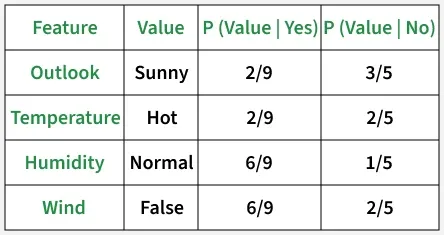 Feature Value P (Value | Yes) P (Value | No)
Outlook Sunny 2/9 3/5
Temperature Hot 2/9 2/5
Humidity Normal 6/9 1/5
Wind False 6/9 2/5